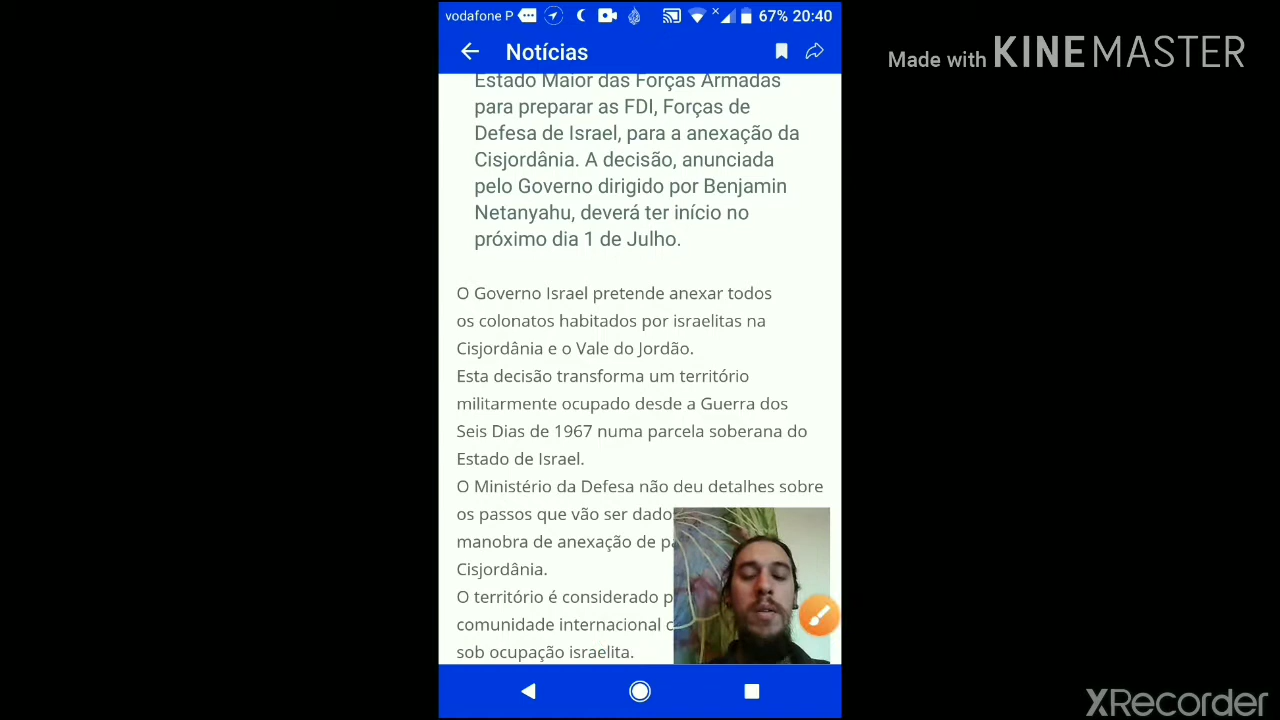 vodafone P
67% 20:40
Notícias
Made with KINEMASTER
Estado Maior das Forças Armadas
para preparar as FDI, Forças de
Defesa de Israel, para a anexação da
Cisjordânia. A decisão, anunciada
pelo Governo dirigido por Benjamin
Netanyahu, deverá ter início no
próximo dia 1 de Julho.
O Governo Israel pretende anexar todos
os colonatos habitados por israelitas na
Cisjordânia e o Vale do Jordão.
Esta decisão transforma um território
militarmente ocupado desde a Guerra dos
Seis Dias de 1967 numa parcela soberana do
Estado de Israel.
O Ministério da Defesa não deu detalhes sobre
os passos que vão ser dado
manobra de anexação de
Cisjordânia.
O território é considerado
comunidade internacional
sob ocupação israelita.
XRecorder